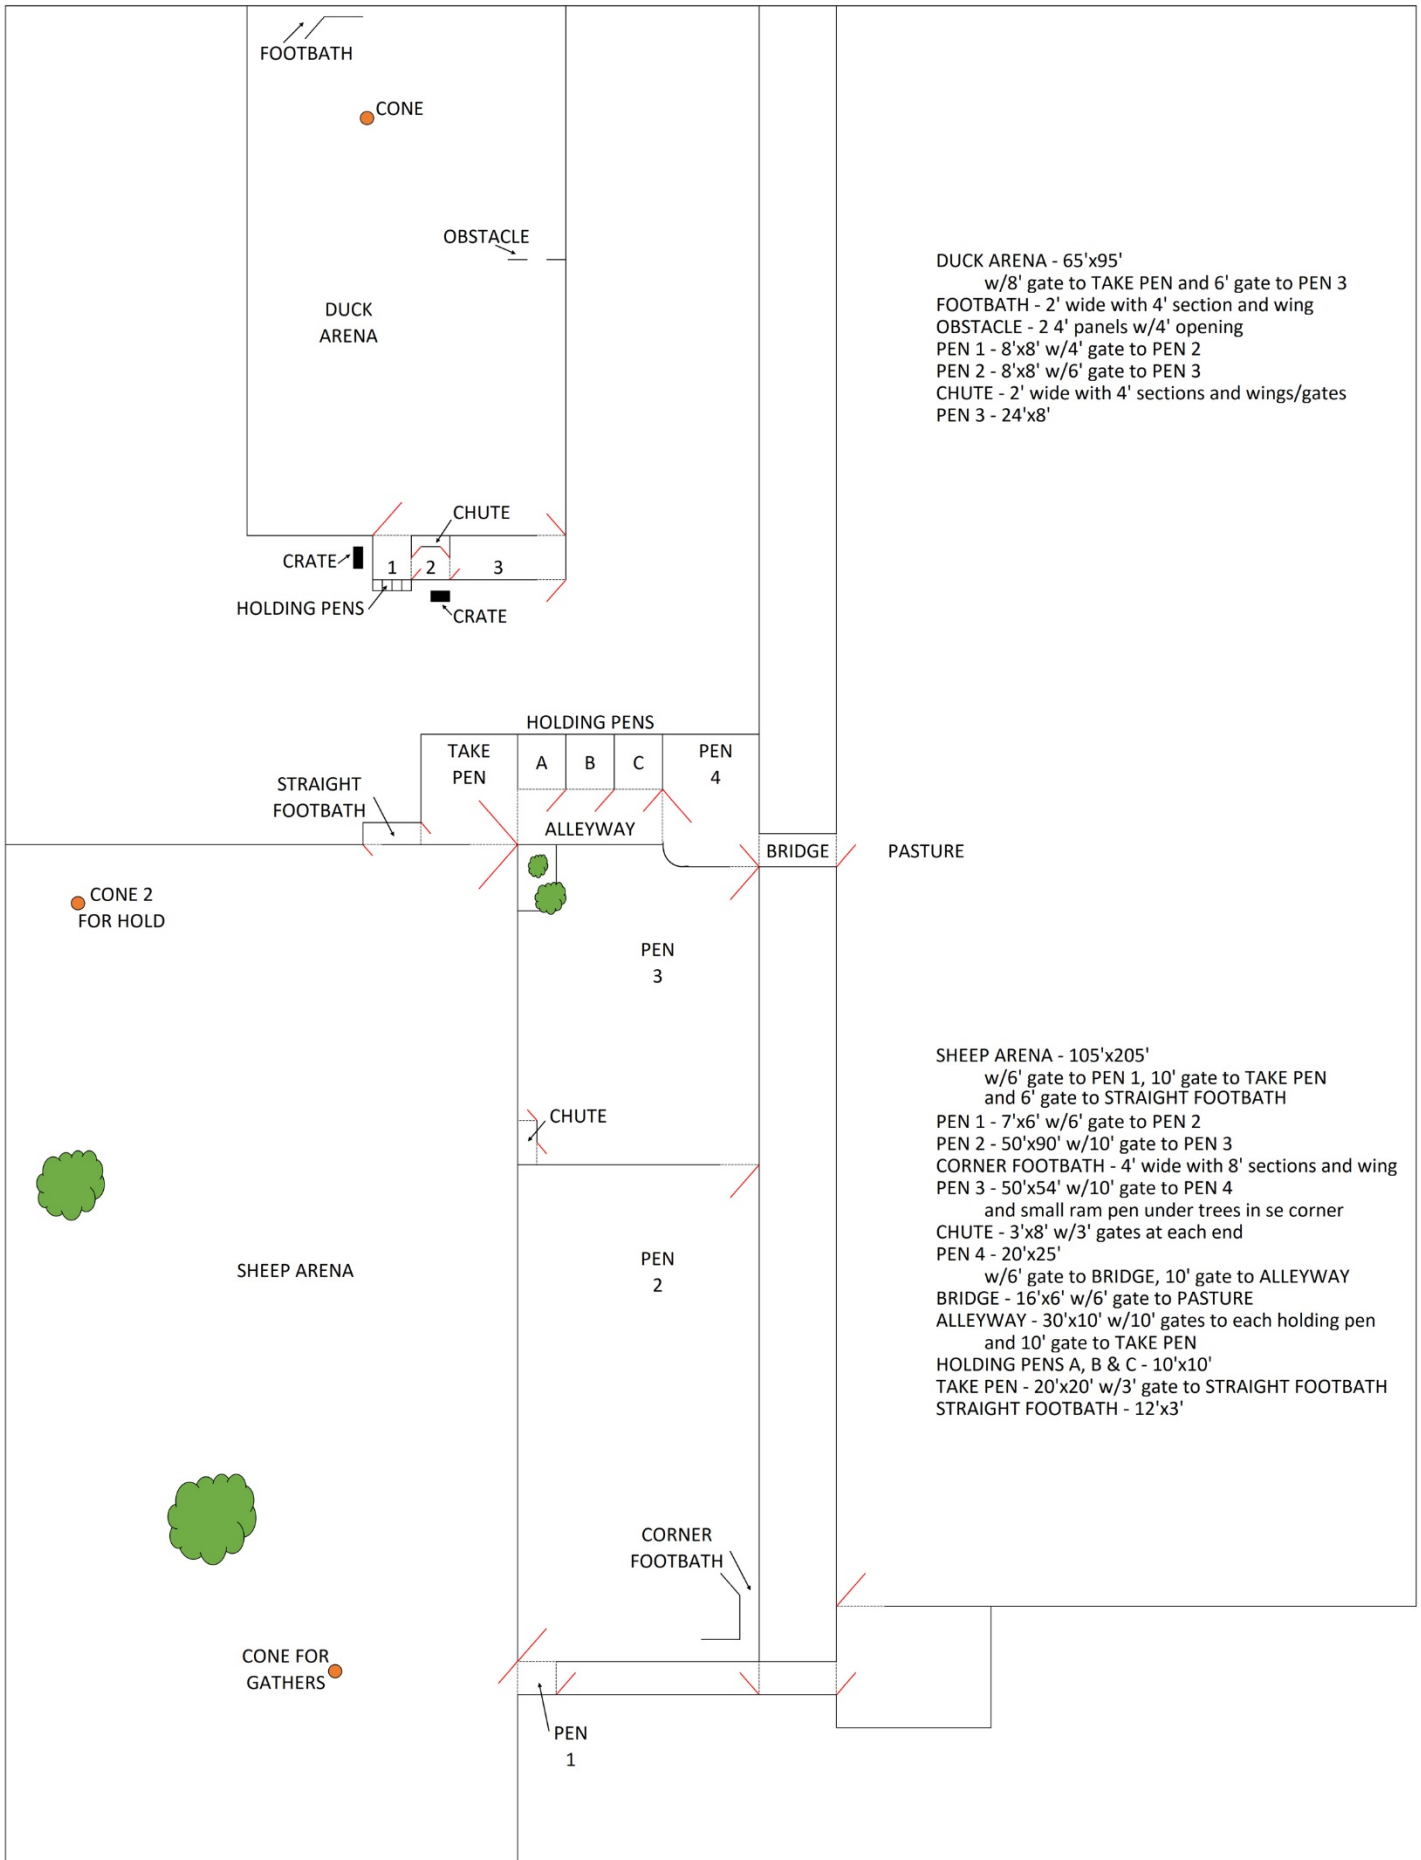 FOOTBATH
CONE
OBSTACLE
DUCK
ARENA
CHUTE
CRATE
1
2
3
HOLDING PENS
CRATE
DUCK ARENA - 65'x95'
w/8' gate to TAKE PEN and 6' gate to PEN 3
FOOTBATH - 2' wide with 4' section and wing
OBSTACLE - 2 4' panels w/4' opening
PEN 1 - 8'x8' w/4' gate to PEN 2
PEN 2 - 8'x8' w/6' gate to PEN 3
CHUTE - 2' wide with 4' sections and wings/gates
PEN 3 - 24'x8'
HOLDING PENS
TAKE
PEN
A
B
C
PEN
4
STRAIGHT
FOOTBATH
ALLEYWAY
BRIDGE
PASTURE
CONE 2
FOR HOLD
PEN
3
CHUTE
SHEEP ARENA
PEN
2
CORNER
FOOTBATH
CONE FOR
GATHERS
PEN
1
SHEEP ARENA - 105'x205'
w/6' gate to PEN 1, 10' gate to TAKE PEN
and 6' gate to STRAIGHT FOOTBATH
PEN 1 - 7'x6' w/6' gate to PEN 2
PEN 2 - 50'x90' w/10' gate to PEN 3
CORNER FOOTBATH - 4' wide with 8' sections and wing
PEN 3 - 50'x54' w/10' gate to PEN 4
and small ram pen under trees in se corner
CHUTE - 3'x8' w/3' gates at each end
PEN 4 - 20'x25'
w/6' gate to BRIDGE, 10' gate to ALLEYWAY
BRIDGE - 16'x6' w/6' gate to PASTURE
ALLEYWAY - 30'x10' w/10' gates to each holding pen
and 10' gate to TAKE PEN
HOLDING PENS A, B & C - 10'x10'
TAKE PEN - 20'x20' w/3' gate to STRAIGHT FOOTBATH
STRAIGHT FOOTBATH - 12'x3'